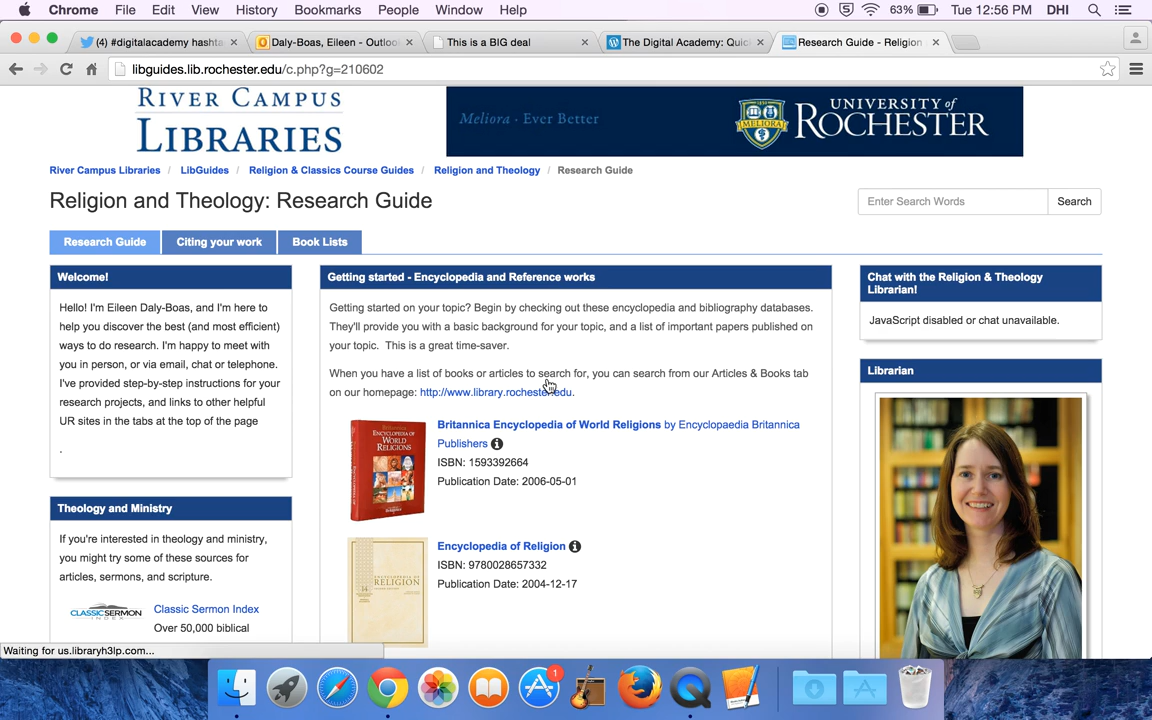 Chrome File Edit View History Bookmarks People Window Help 63% Tue 12:56 PM DHI
(4) #digitalacademy hashta Daly-Boas, Eileen - Outloo This is a BIG deal The Digital Academy: Quic Research Guide - Religion
libguides.lib.rochester.edu/c.php?g=210602
RIVER CAMPUS
LIBRARIES
Meliora · Ever Better
UNIVERSITY of
ROCHESTER
River Campus Libraries / LibGuides / Religion & Classics Course Guides / Religion and Theology / Research Guide
Religion and Theology: Research Guide
Enter Search Words Search
Research Guide Citing your work Book Lists
Welcome!
Hello! I'm Eileen Daly-Boas, and I'm here to
help you discover the best (and most efficient)
ways to do research. I'm happy to meet with
you in person, or via email, chat or telephone.
I've provided step-by-step instructions for your
research projects, and links to other helpful
UR sites in the tabs at the top of the page
.
Theology and Ministry
If you're interested in theology and ministry,
you might try some of these sources for
articles, sermons, and scripture.
CLASSIC SERMON
INDEX
Classic Sermon Index
Over 50,000 biblical
Getting started - Encyclopedia and Reference works
Getting started on your topic? Begin by checking out these encyclopedia and bibliography databases.
They'll provide you with a basic background for your topic, and a list of important papers published on
your topic. This is a great time-saver.
When you have a list of books or articles to search for, you can search from our Articles & Books tab
on our homepage: http://www.library.rochester.edu.
ENCYCLOPEDIA OF
WORLD
RELIGIONS
Britannica Encyclopedia of World Religions by Encyclopaedia Britannica
Publishers
ISBN: 1593392664
Publication Date: 2006-05-01
ENCYCLOPEDIA OF
RELIGION
Encyclopedia of Religion
ISBN: 9780028657332
Publication Date: 2004-12-17
Chat with the Religion & Theology
Librarian!
JavaScript disabled or chat unavailable.
Librarian
Waiting for us.libraryh3lp.com...
1